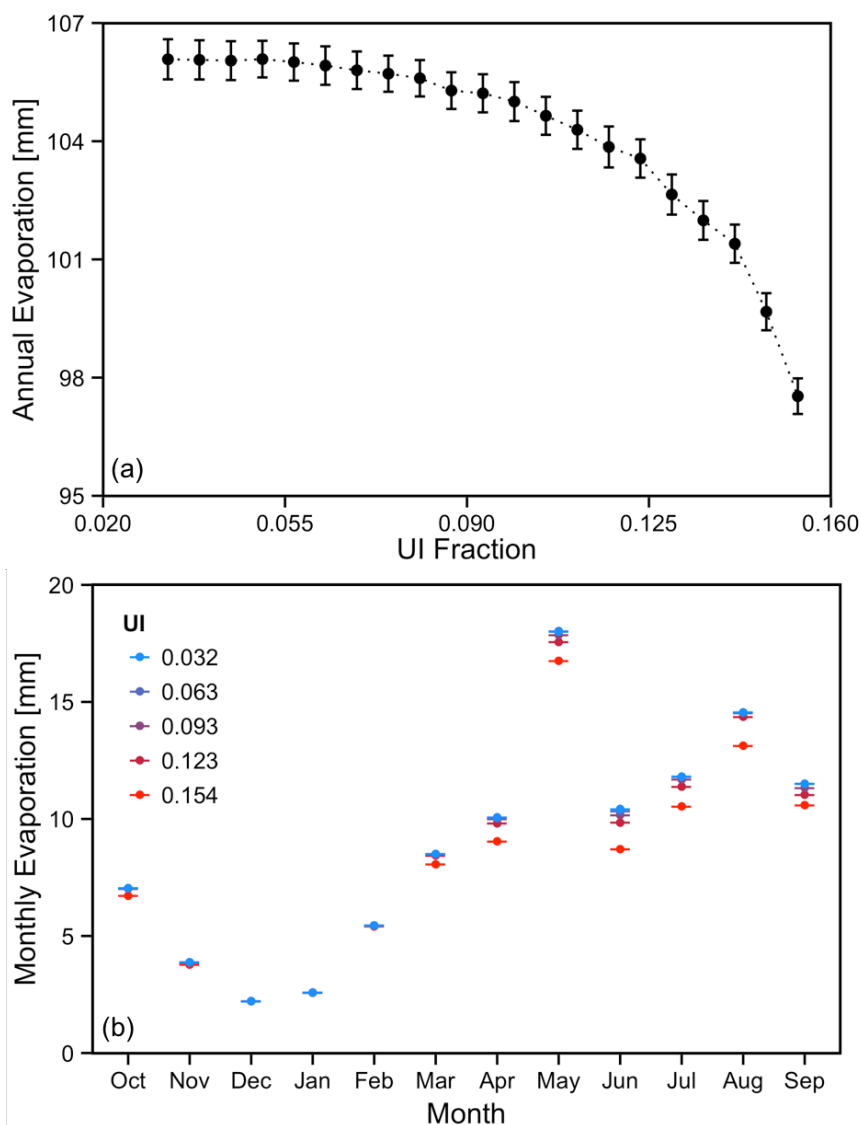 107
104
101
98
95
Annual Evaporation [mm]
(a)
0.020 0.055 0.090 0.125 0.160
UI Fraction
20
15
10
5
0
Monthly Evaporation [mm]
UI
0.032
0.063
0.093
0.123
0.154
(b)
Oct Nov Dec Jan Feb Mar Apr May Jun Jul Aug Sep
Month